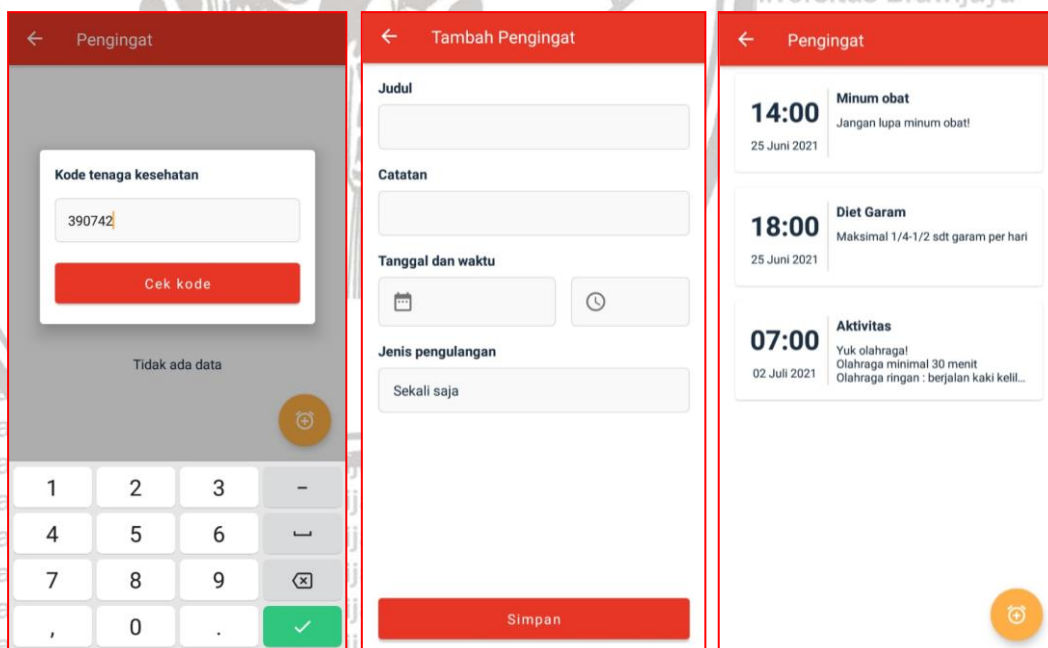 Pengingat
Kode tenaga kesehatan
390742
Cek kode
Tidak ada data
1 2 3 -
4 5 6
7 8 9
, 0 .
Tambah Pengingat
Judul
Catatan
Tanggal dan waktu
Jenis pengulangan
Sekali saja
Simpan
Pengingat
14:00
25 Juni 2021
Minum obat
Jangan lupa minum obat!
18:00
25 Juni 2021
Diet Garam
Maksimal 1/4-1/2 sdt garam per hari
07:00
02 Juli 2021
Aktivitas
Yuk olahraga!
Olahraga minimal 30 menit
Olahraga ringan : berjalan kaki kelil...